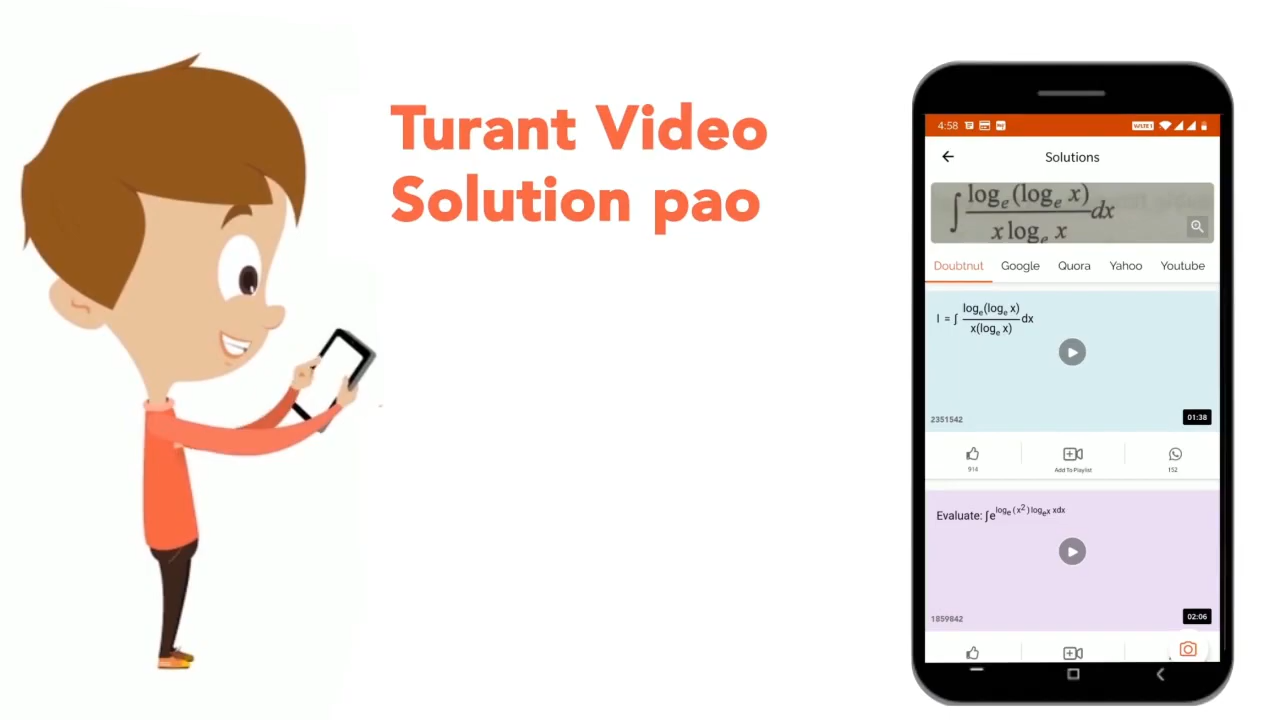 Turant Video
Solution pao
4:58
VoLTE1
Solutions
∫ logₑ(logₑ x) / x logₑ x dx
Doubtnut Google Quora Yahoo Youtube
I = ∫ logₑ(logₑ x) / x(logₑ x) dx
2351542 01:38
914 Add To Playlist 152
Evaluate: ∫e^logₑ(x²)logₑx xdx
1859842 02:06